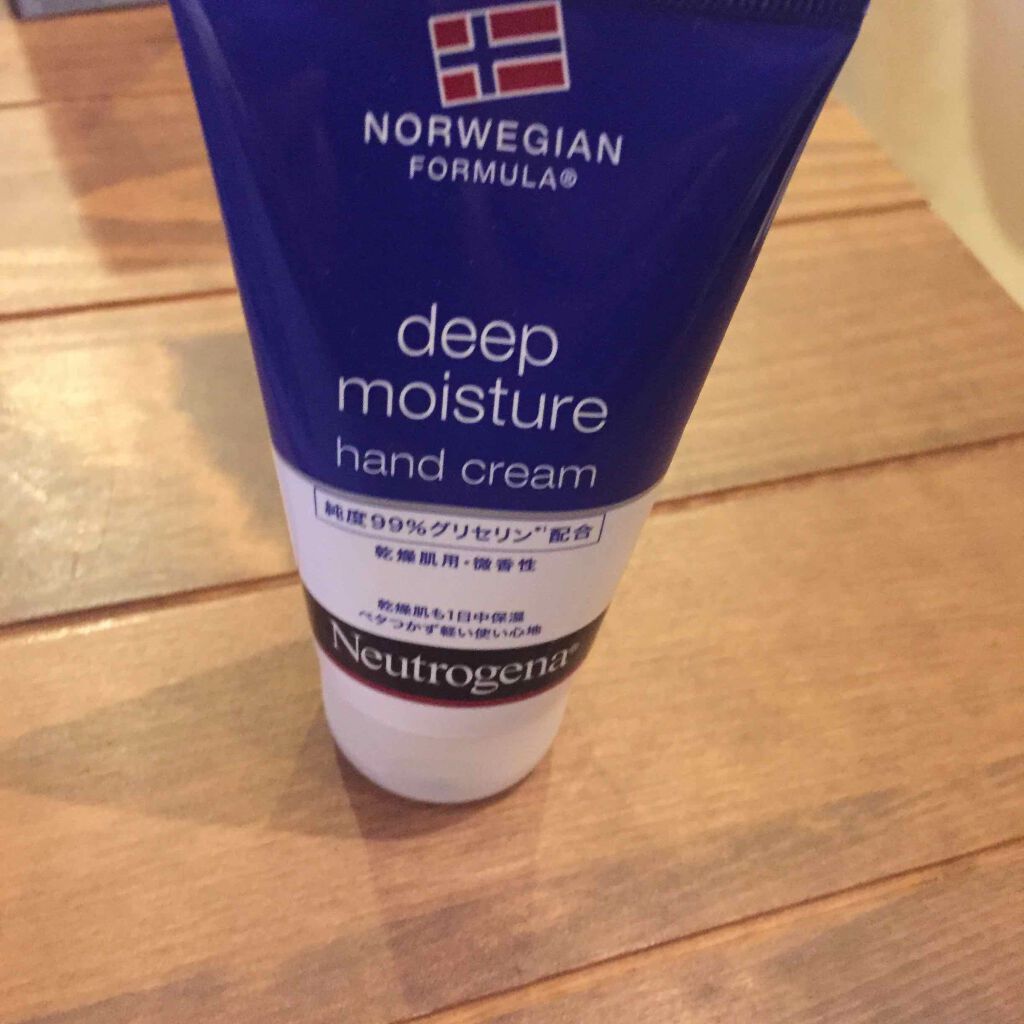 NORWEGIAN
FORMULA®
deep
moisture
hand cream
純度99%グリセリン*¹配合
乾燥肌用・微香性
乾燥肌も1日中保湿
ベタつかず軽い使い心地
Neutrogena®